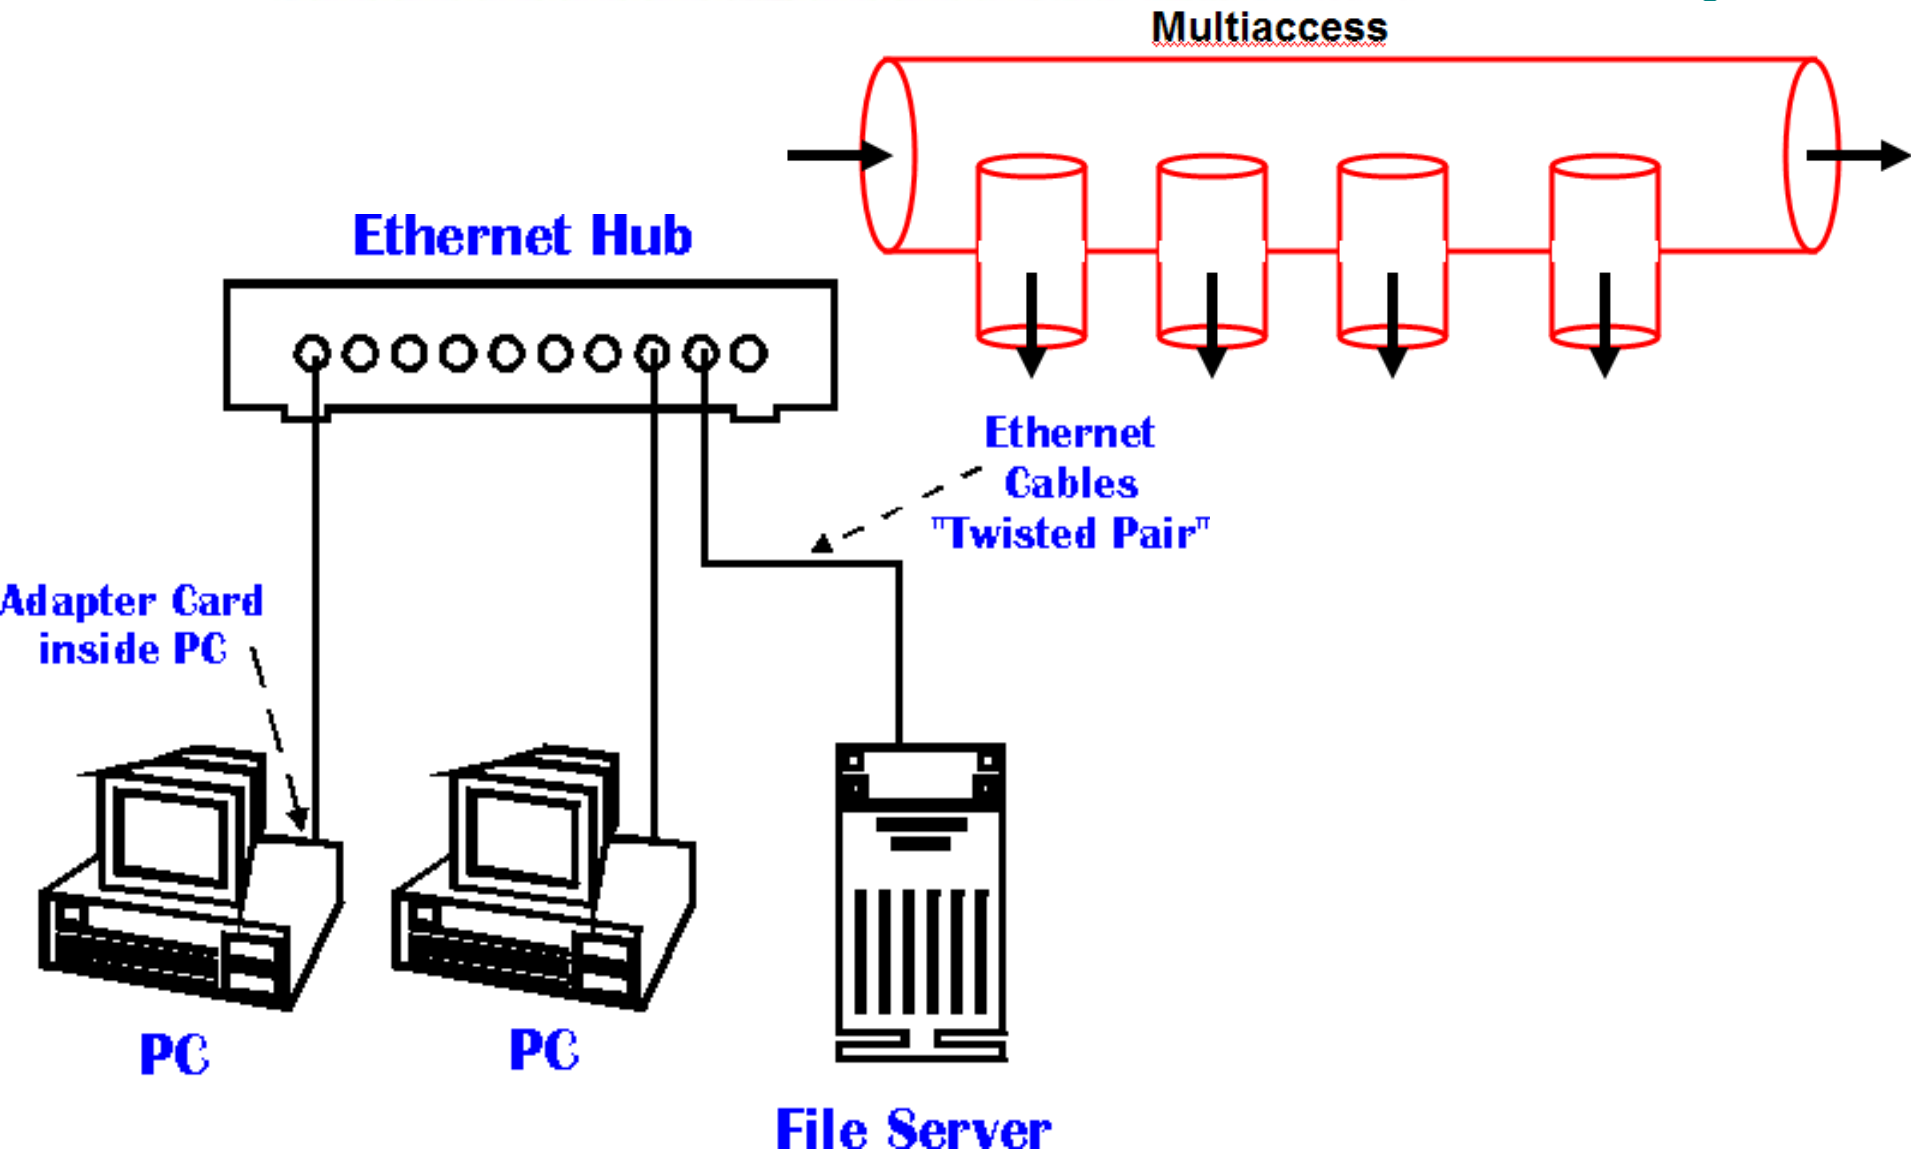 Multiaccess
Ethernet Hub
Ethernet
Cables
"Twisted Pair"
Adapter Card
inside PC
PC
PC
File Server